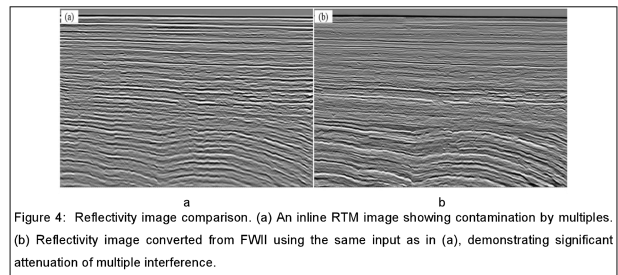 (a) (b)
a b
Figure 4: Reflectivity image comparison. (a) An inline RTM image showing contamination by multiples.
(b) Reflectivity image converted from FWII using the same input as in (a), demonstrating significant
attenuation of multiple interference.